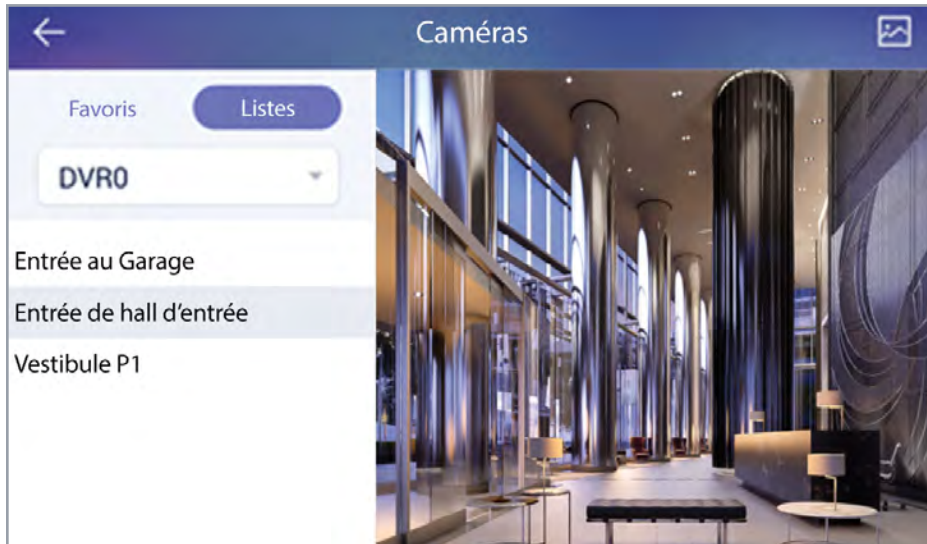 Caméras
Favoris
Listes
DVR0
Entrée au Garage
Entrée de hall d’entrée
Vestibule P1